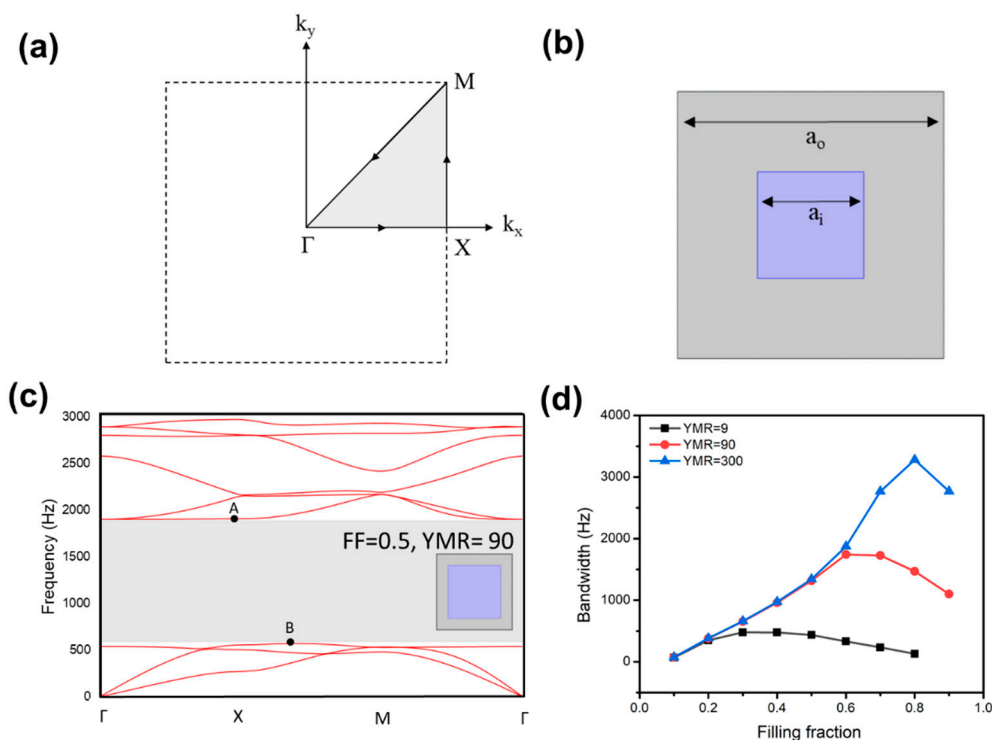 (a)
k_y
M
Γ
X
k_x
(b)
a_o
a_i
(c)
3000
2500
2000
1500
1000
500
0
Frequency (Hz)
A
FF=0.5, YMR= 90
B
Γ
X
M
Γ
(d)
4000
3000
2000
1000
0
Bandwidth (Hz)
YMR=9
YMR=90
YMR=300
0.0 0.2 0.4 0.6 0.8 1.0
Filling fraction